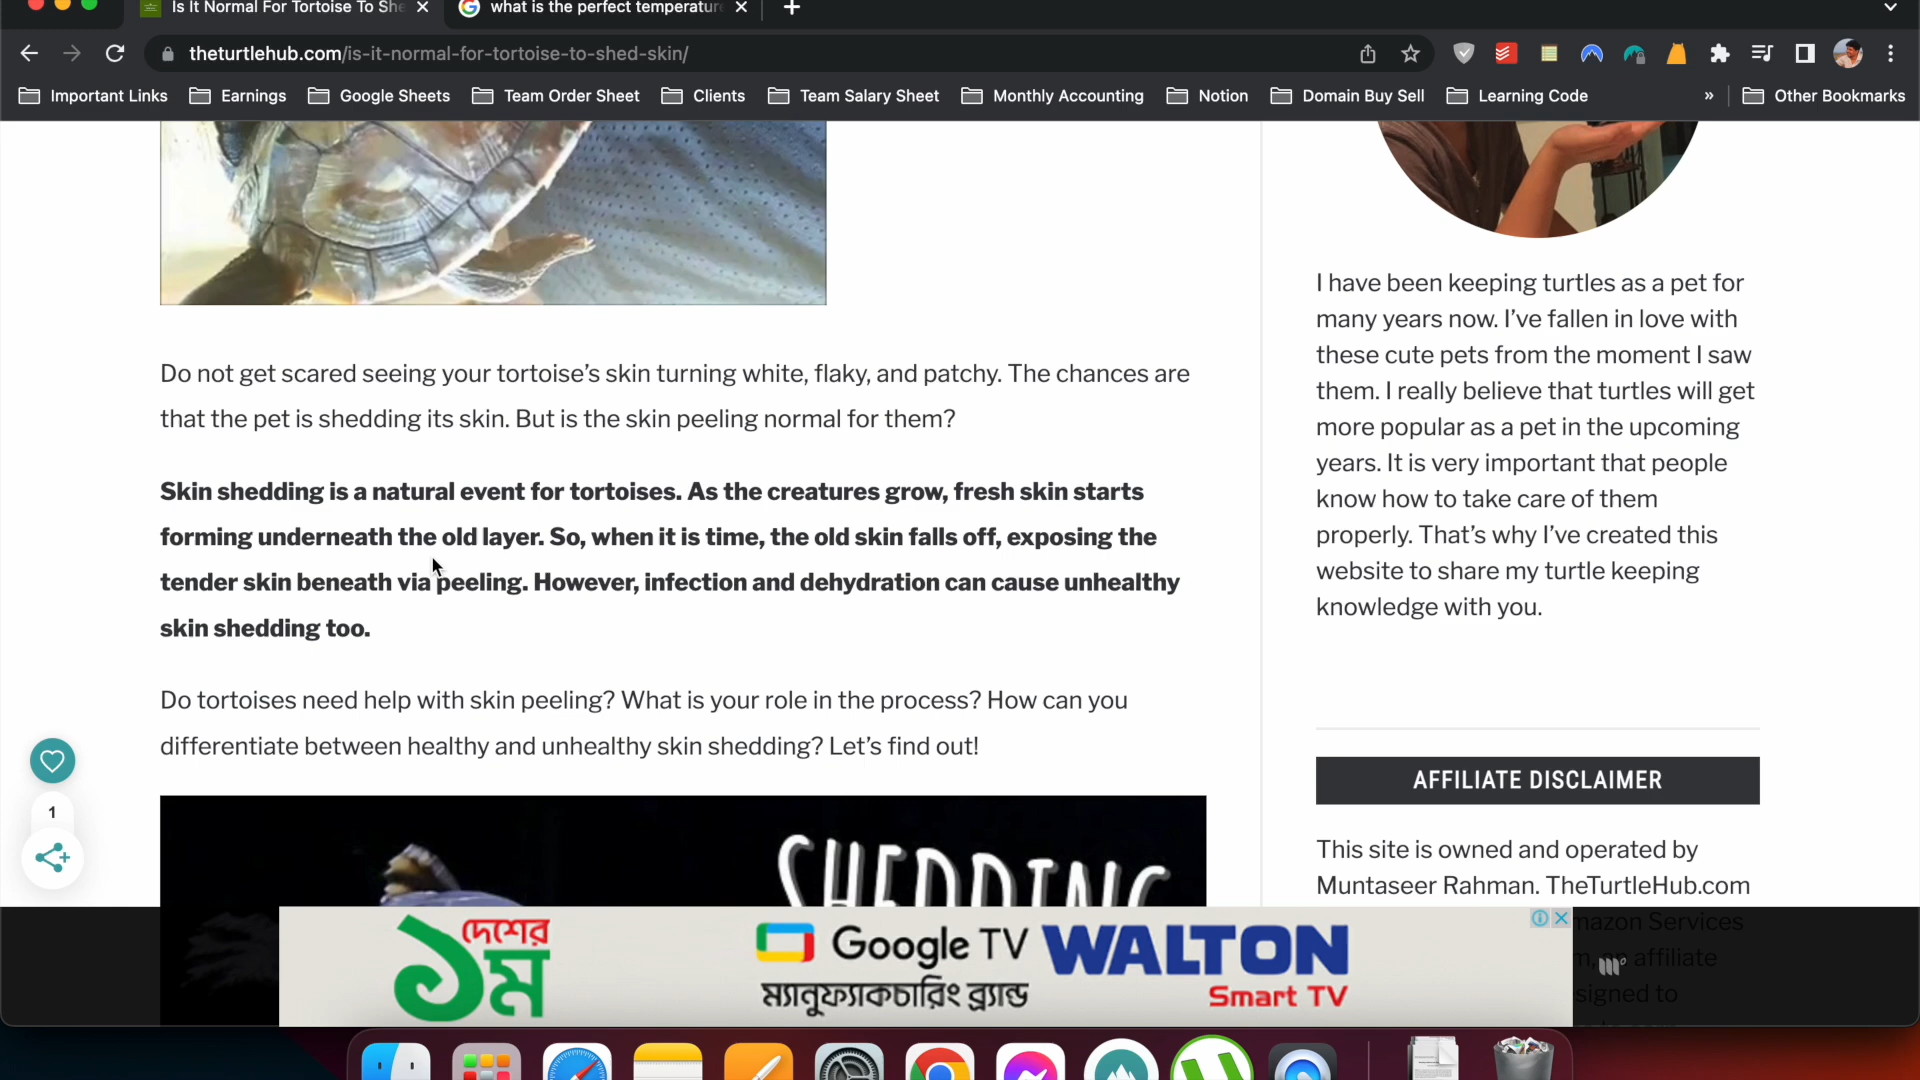 Is It Normal For Tortoise To She
what is the perfect temperature
theturtlehub.com/is-it-normal-for-tortoise-to-shed-skin/
Important Links
Earnings
Google Sheets
Team Order Sheet
Clients
Team Salary Sheet
Monthly Accounting
Notion
Domain Buy Sell
Learning Code
»
Other Bookmarks
Do not get scared seeing your tortoise’s skin turning white, flaky, and patchy. The chances are
that the pet is shedding its skin. But is the skin peeling normal for them?
Skin shedding is a natural event for tortoises. As the creatures grow, fresh skin starts
forming underneath the old layer. So, when it is time, the old skin falls off, exposing the
tender skin beneath via peeling. However, infection and dehydration can cause unhealthy
skin shedding too.
Do tortoises need help with skin peeling? What is your role in the process? How can you
differentiate between healthy and unhealthy skin shedding? Let’s find out!
1
SHEDDING
I have been keeping turtles as a pet for
many years now. I’ve fallen in love with
these cute pets from the moment I saw
them. I really believe that turtles will get
more popular as a pet in the upcoming
years. It is very important that people
know how to take care of them
properly. That’s why I’ve created this
website to share my turtle keeping
knowledge with you.
AFFILIATE DISCLAIMER
This site is owned and operated by
Muntaseer Rahman. TheTurtleHub.com
mazon Services
affiliate
signed to
দেশের
১ম
Google TV
ম্যানুফ্যাকচারিং ব্র্যান্ড
WALTON
Smart TV